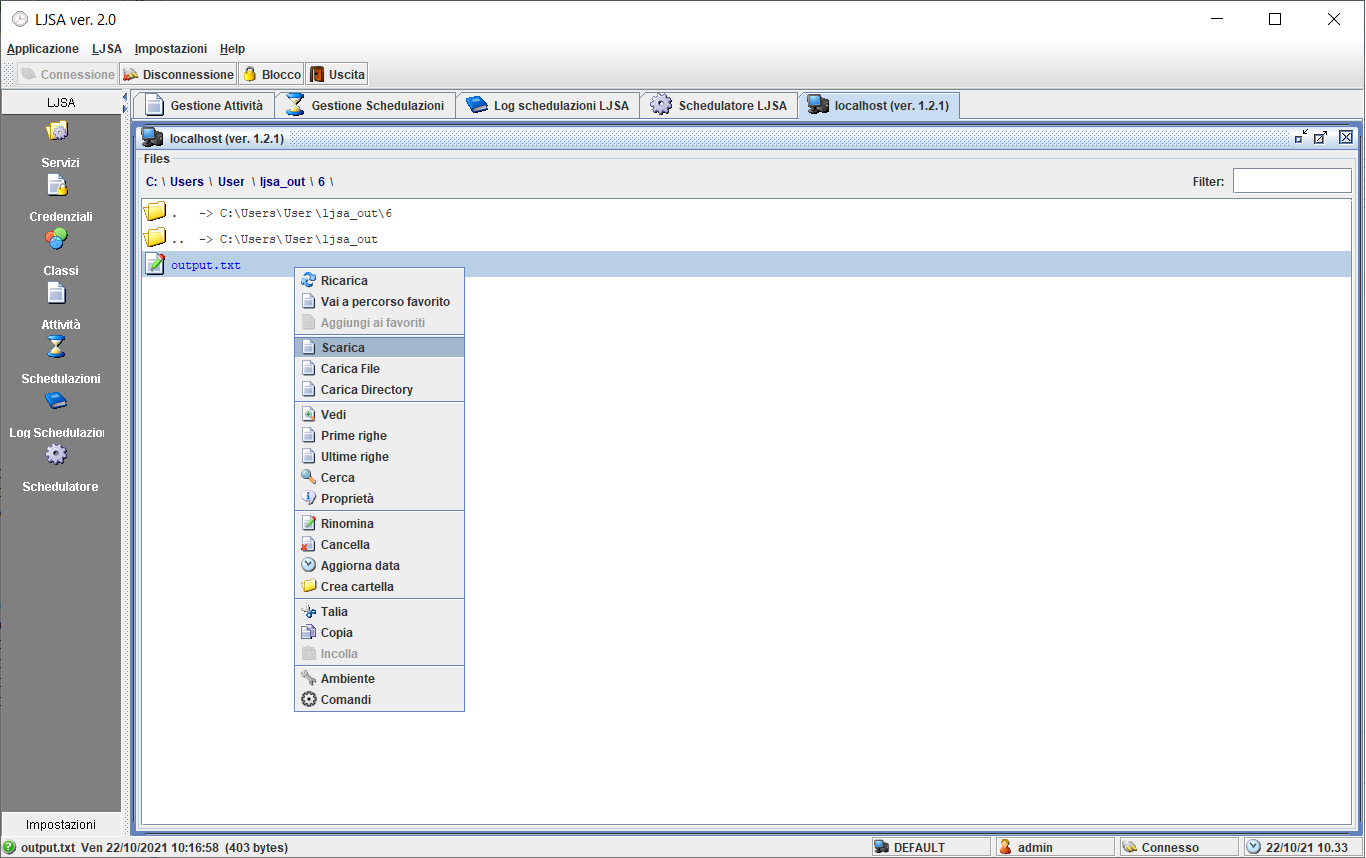 LJSA ver. 2.0
Applicazione LJSA Impostazioni Help
Connessione Disconnessione Blocco Uscita
LJSA
Servizi
Credenziali
Classi
Attività
Schedulazioni
Log Schedulazion
Schedulatore
Impostazioni
Gestione Attività Gestione Schedulazioni Log schedulazioni LJSA Schedulatore LJSA localhost (ver. 1.2.1)
localhost (ver. 1.2.1)
Files
C: \ Users \ User \ ljsa_out \ 6 \ Filter:
. -> C:\Users\User\ljsa_out\6
.. -> C:\Users\User\ljsa_out
output.txt
Ricarica
Vai a percorso favorito
Aggiungi ai favoriti
Scarica
Carica File
Carica Directory
Vedi
Prime righe
Ultime righe
Cerca
Proprietà
Rinomina
Cancella
Aggiorna data
Crea cartella
Talia
Copia
Incolla
Ambiente
Comandi
output.txt Ven 22/10/2021 10:16:58 (403 bytes) DEFAULT admin Connesso 22/10/21 10.33